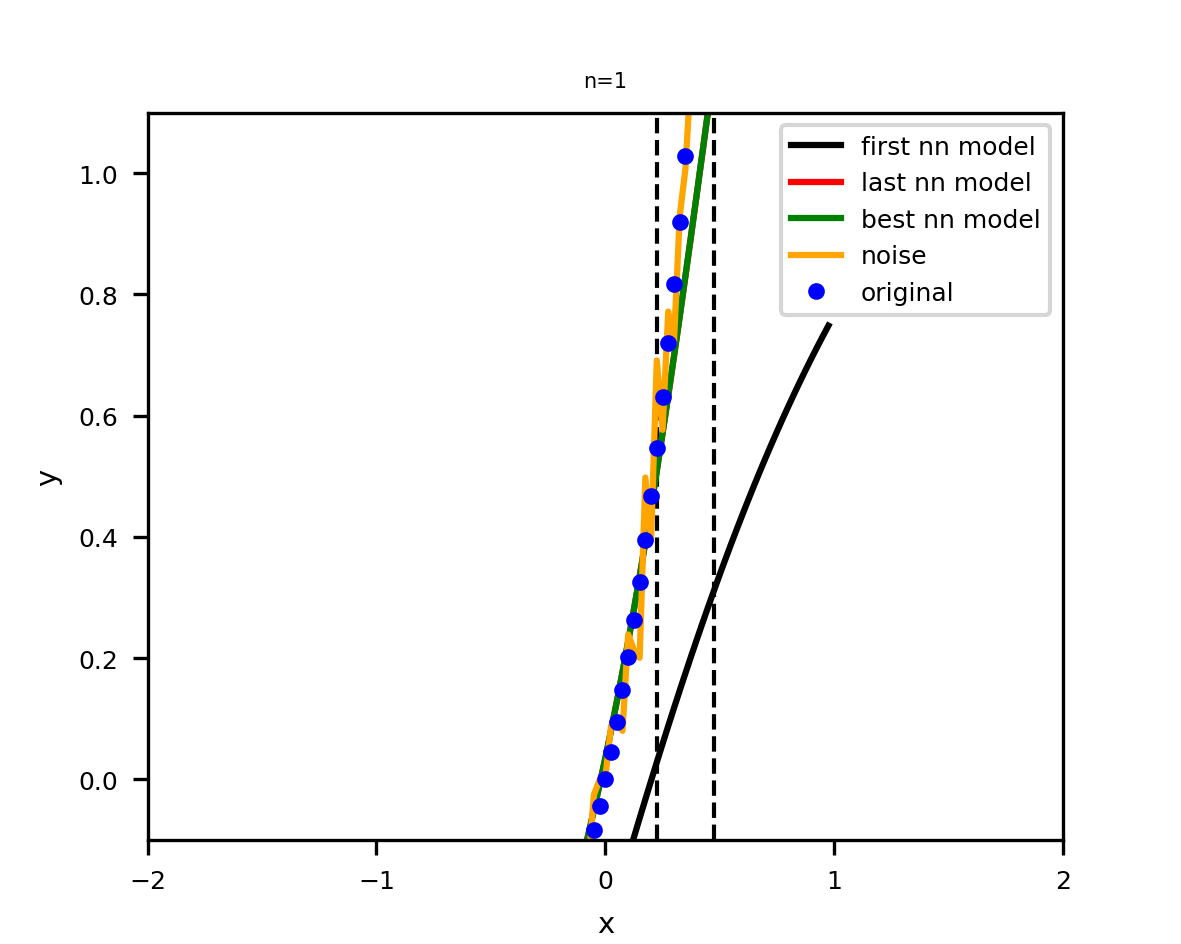 n=1
first nn model
last nn model
best nn model
noise
original
y
1.0
0.8
0.6
0.4
0.2
0.0
−2
−1
0
1
2
x